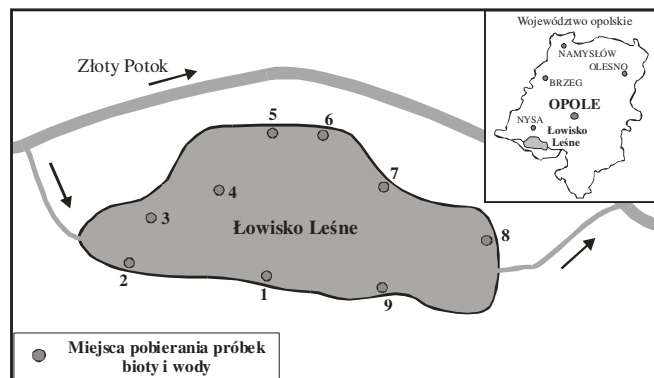 Województwo opolskie
NAMYSŁÓW
OLESNO
BRZEG
OPOLE
NYSA
Łowisko
Leśne
Złoty Potok
5
6
7
4
3
Łowisko Leśne
8
2
1
9
Miejsca pobierania próbek
bioty i wody